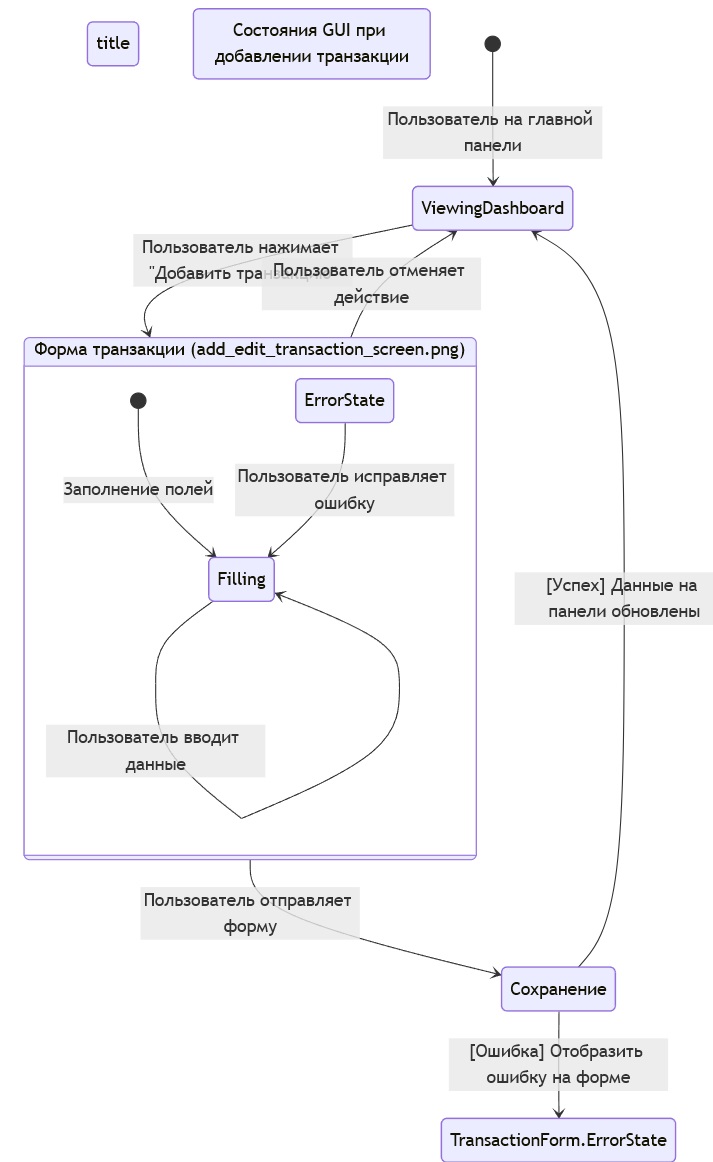 title
Состояния GUI при
добавлении транзакции
Пользователь на главной
панели
ViewingDashboard
Пользователь нажимает
"Добавить
Пользователь отменяет
действие
Форма транзакции (add_edit_transaction_screen.png)
ErrorState
Заполнение полей
Пользователь исправляет
ошибку
Filling
[Успех] Данные на
панели обновлены
Пользователь вводит
данные
Пользователь отправляет
форму
Сохранение
[Ошибка] Отобразить
ошибку на форме
TransactionForm.ErrorState